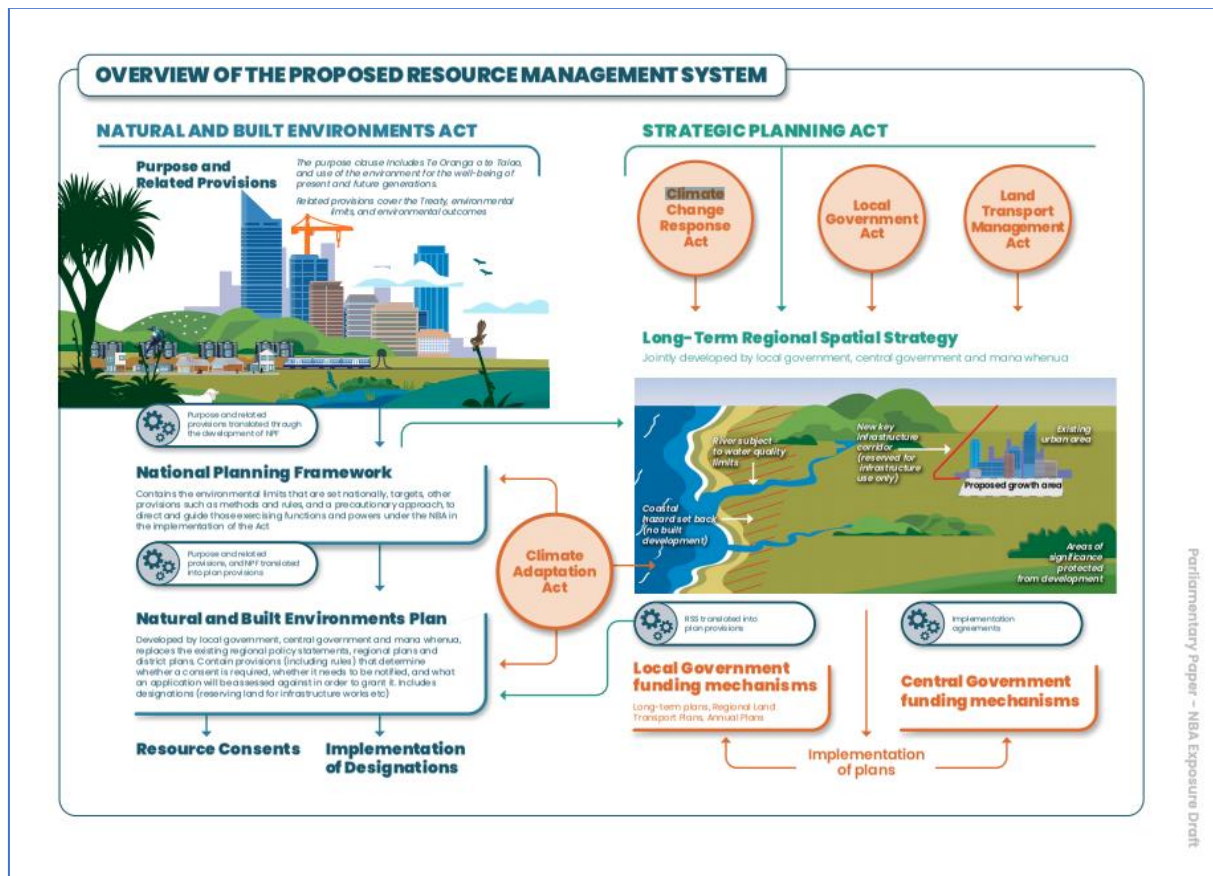 OVERVIEW OF THE PROPOSED RESOURCE MANAGEMENT SYSTEM
NATURAL AND BUILT ENVIRONMENTS ACT
Purpose and
Related Provisions
The purpose clause includes Te Oranga o te Taiao,
and use of the environment for the well-being of
present and future generations.
Related provisions cover the Treaty, environmental
limits, and environmental outcomes
Purpose and related
provisions translated through
the development of NPF
National Planning Framework
Contains the environmental limits that are set nationally, targets, other
provisions such as methods and rules, and a precautionary approach, to
direct and guide those exercising functions and powers under the NBA in
the implementation of the Act
Purpose and related
provisions, and NPF translated
into plan provisions
Natural and Built Environments Plan
Developed by local government, central government and mana whenua,
replaces the existing regional policy statements, regional plans and
district plans. Contain provisions (including rules) that determine
whether a consent is required, whether it needs to be notified, and what
an application will be assessed against in order to grant it. Includes
designations (reserving land for infrastructure works etc)
Resource Consents
Implementation
of Designations
Climate
Adaptation
Act
STRATEGIC PLANNING ACT
Climate
Change
Response
Act
Local
Government
Act
Land
Transport
Management
Act
Long-Term Regional Spatial Strategy
Jointly developed by local government, central government and mana whenua
River subject
to water quality
limits
New key
infrastructure
corridor
(reserved for
infrastructure
use only)
Existing
urban area
Proposed growth area
Coastal
hazard set back
(no built
development)
Areas of
significance
protected
from development
RSS translated into
plan provisions
Implementation
agreements
Local Government
funding mechanisms
Long-term plans, Regional Land
Transport Plans, Annual Plans
Central Government
funding mechanisms
Implementation
of plans
Parliamentary Paper – NBA Exposure Draft